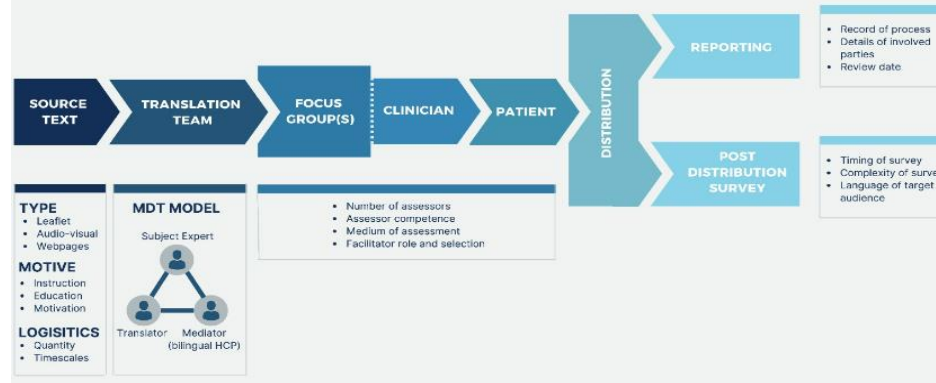 SOURCE
TEXT
TRANSLATION
TEAM
FOCUS
GROUP(S)
CLINICIAN
PATIENT
DISTRIBUTION
REPORTING
• Record of process
• Details of involved
parties
• Review date
POST
DISTRIBUTION
SURVEY
• Timing of survey
• Complexity of surve
• Language of target
audience
TYPE
• Leaflet
• Audio-visual
• Webpages
MOTIVE
• Instruction
• Education
• Motivation
LOGISITICS
• Quantity
• Timescales
MDT MODEL
Subject Expert
Translator
Mediator
(bilingual HCP)
• Number of assessors
• Assessor competence
• Medium of assessment
• Facilitator role and selection